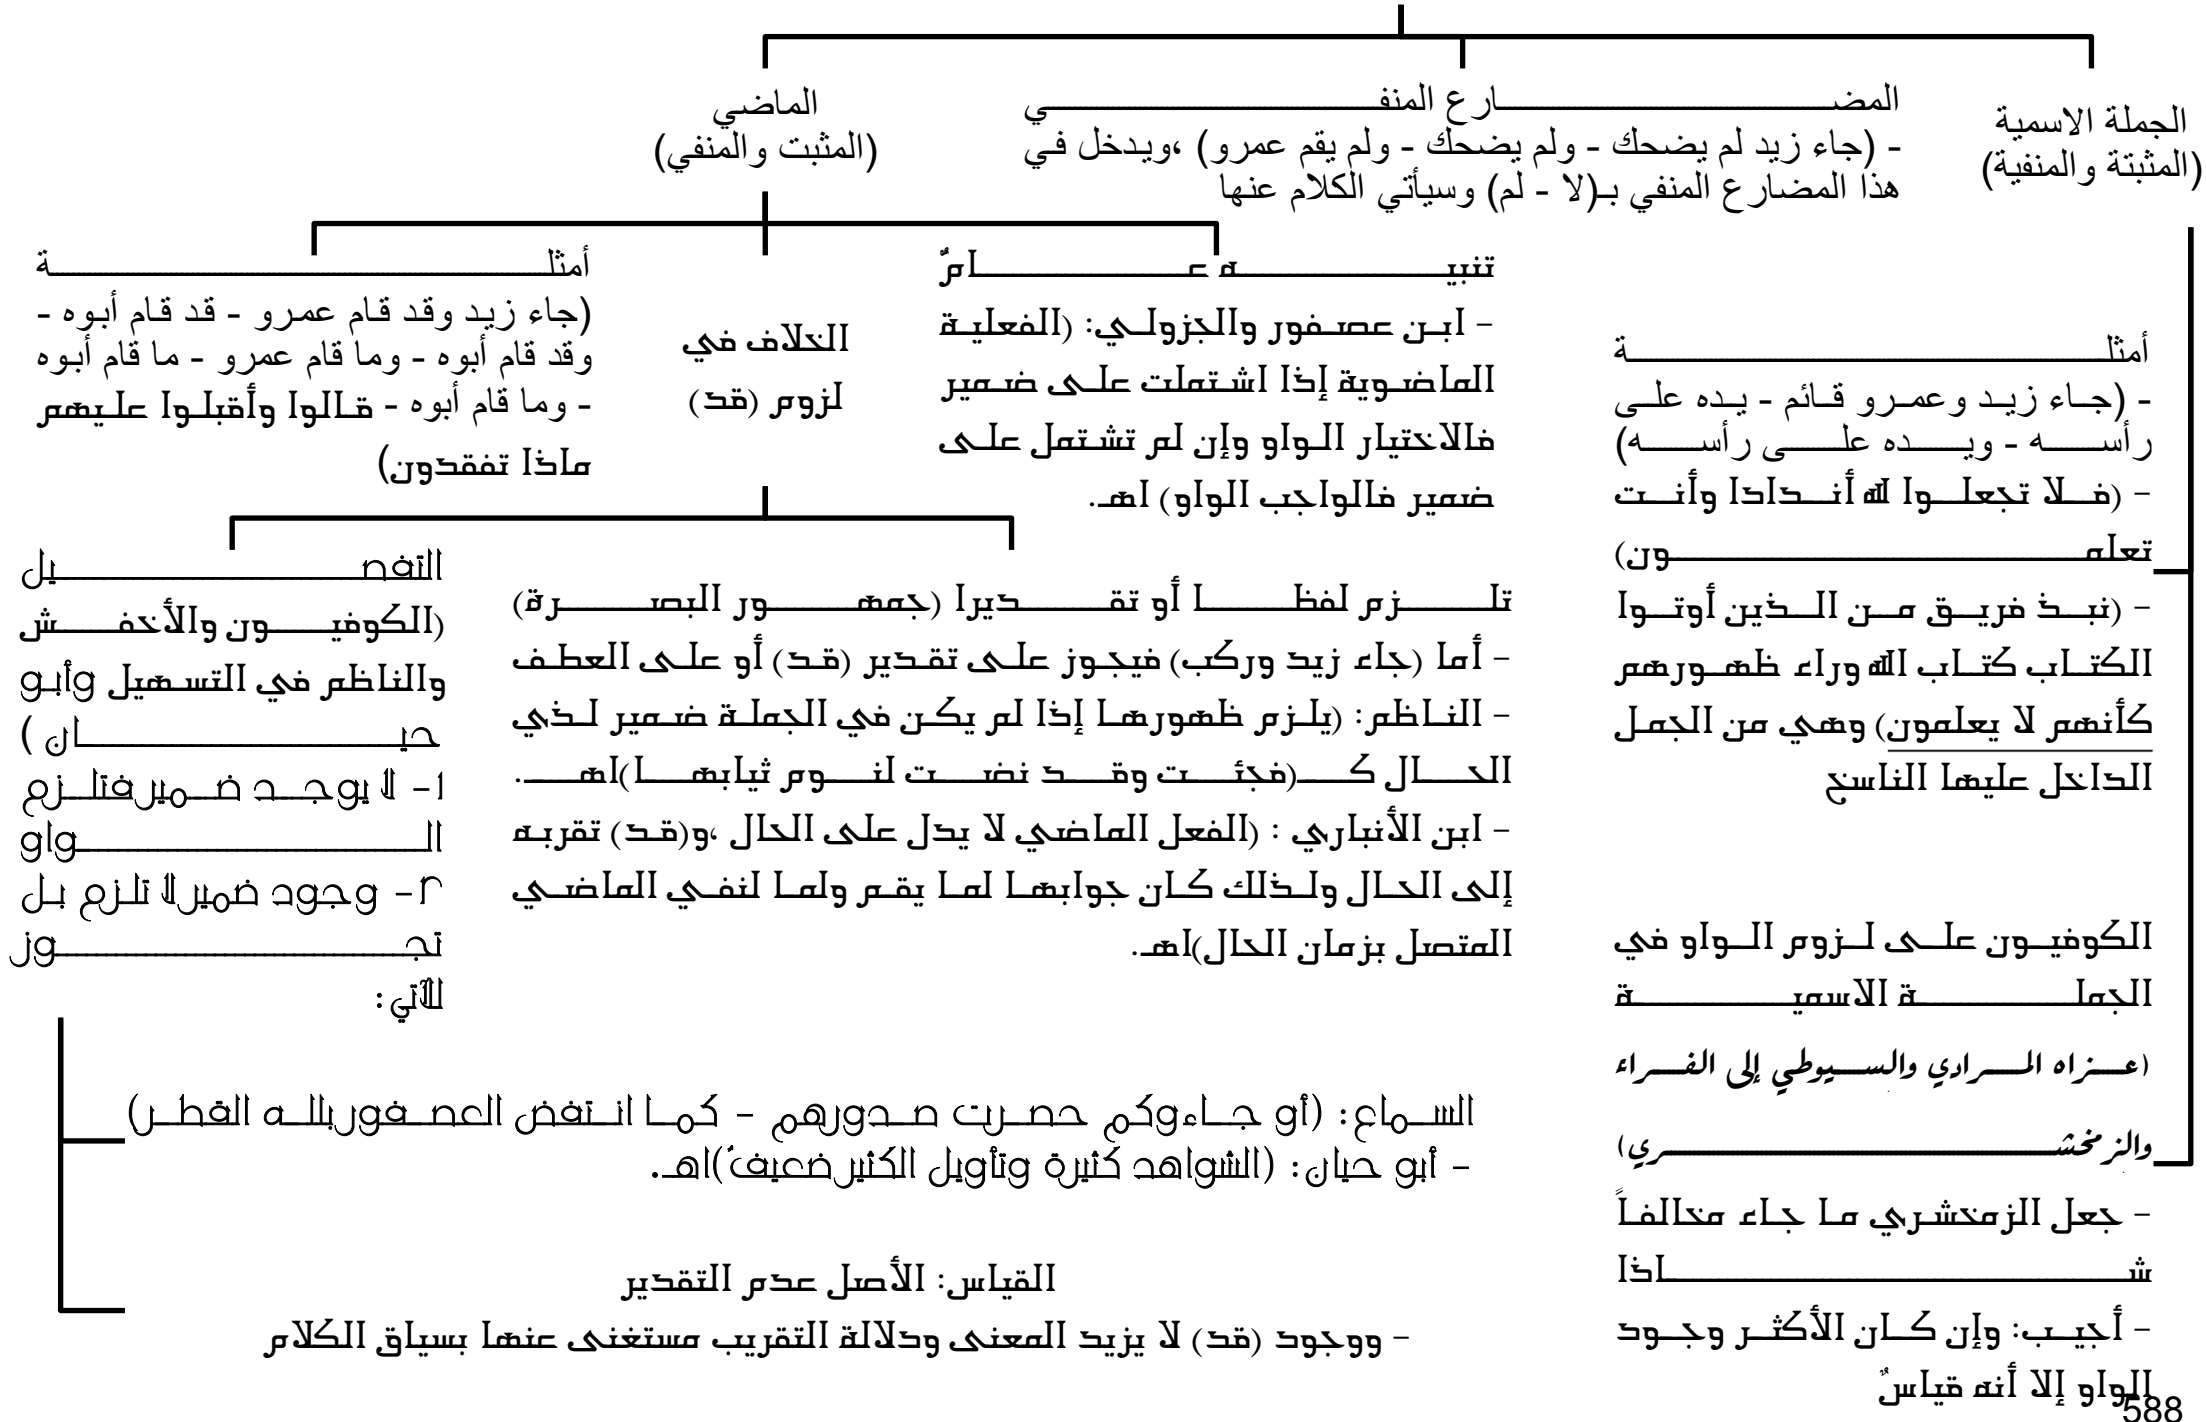 الجملة الاسمية
(المثبتة والمنفية)
المضارع المنفي
- (جاء زيد لم يضحك - ولم يضحك - ولم يقم عمرو) ،ويدخل في
هذا المضارع المنفي بـ(لا - لم) وسيأتي الكلام عنها
الماضي
(المثبت والمنفي)
أمثلة
- (جاء زيد وعمرو قائم - يده على
رأسه - ويده على رأسه)
- (فلا تجعلوا لله أندادا وأنت
تعلمون)
- (نبذ فريق من الذين أوتوا
الكتاب كتاب الله وراء ظهورهم
كأنهم لا يعلمون) وهي من الجمل
الداخل عليها الناسخ
الكوفيون على لزوم الواو في
الجملة الاسمية
(عزاه المرادي والسيوطي إلى الفراء
والزمخشري)
- جعل الزمخشري ما جاء مخالفاً
شاذا
- أجيب: وإن كان الأكثر وجود
الواو إلا أنه قياسٌ
تنبيه عامٌ
- ابن عصفور والجزولي: (الفعلية
الماضوية إذا اشتملت على ضمير
فالاختيار الواو وإن لم تشتمل على
ضمير فالواجب الواو) اهـ.
الخلاف في
لزوم (قد)
أمثلة
(جاء زيد وقد قام عمرو - قد قام أبوه -
وقد قام أبوه - وما قام عمرو - ما قام أبوه
- وما قام أبوه - قالوا وأقبلوا عليهم
ماذا تفقدون)
تلزم لفظا أو تقديرا (جمهور البصرة)
- أما (جاء زيد وركب) فيجوز على تقدير (قد) أو على العطف
- الناظم: (يلزم ظهورها إذا لم يكن في الجملة ضمير لذي
الحال كـ(فجئت وقد نضت لنوم ثيابها)اهـ.
- ابن الأنباري : (الفعل الماضي لا يدل على الحال ،و(قد) تقربه
إلى الحال ولذلك كان جوابها لما يقم ولما لنفي الماضي
المتصل بزمان الحال)اهـ.
التفصيل
(الكوفيون والأخفش
والناظم في التسهيل وأبو
حيان )
١- لا يوجد ضمير فتلزم
الواو
٢- وجود ضمير لا تلزم بل
تجوز
للآتي:
السماع: (أو جاءوكم حصرت صدورهم - كما انتفض العصفور بلله القطر)
- أبو حيان: (الشواهد كثيرة وتأويل الكثير ضعيفٌ)اهـ.
القياس: الأصل عدم التقدير
- ووجود (قد) لا يزيد المعنى ودلالة التقريب مستغنى عنها بسياق الكلام
588